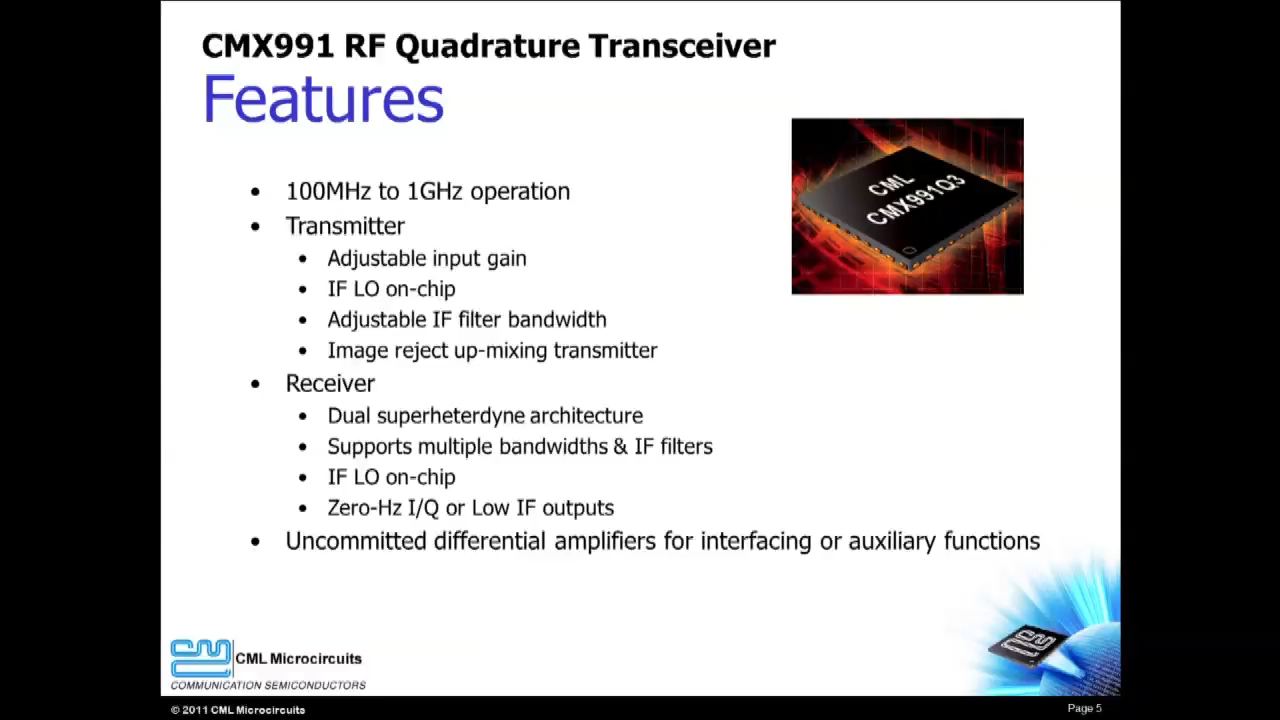 CMX991 RF Quadrature Transceiver
Features
• 100MHz to 1GHz operation
• Transmitter
• Adjustable input gain
• IF LO on-chip
• Adjustable IF filter bandwidth
• Image reject up-mixing transmitter
• Receiver
• Dual superheterdyne architecture
• Supports multiple bandwidths & IF filters
• IF LO on-chip
• Zero-Hz I/Q or Low IF outputs
• Uncommitted differential amplifiers for interfacing or auxiliary functions
CML
CMX991Q3
CML Microcircuits
COMMUNICATION SEMICONDUCTORS
© 2011 CML Microcircuits
Page 5